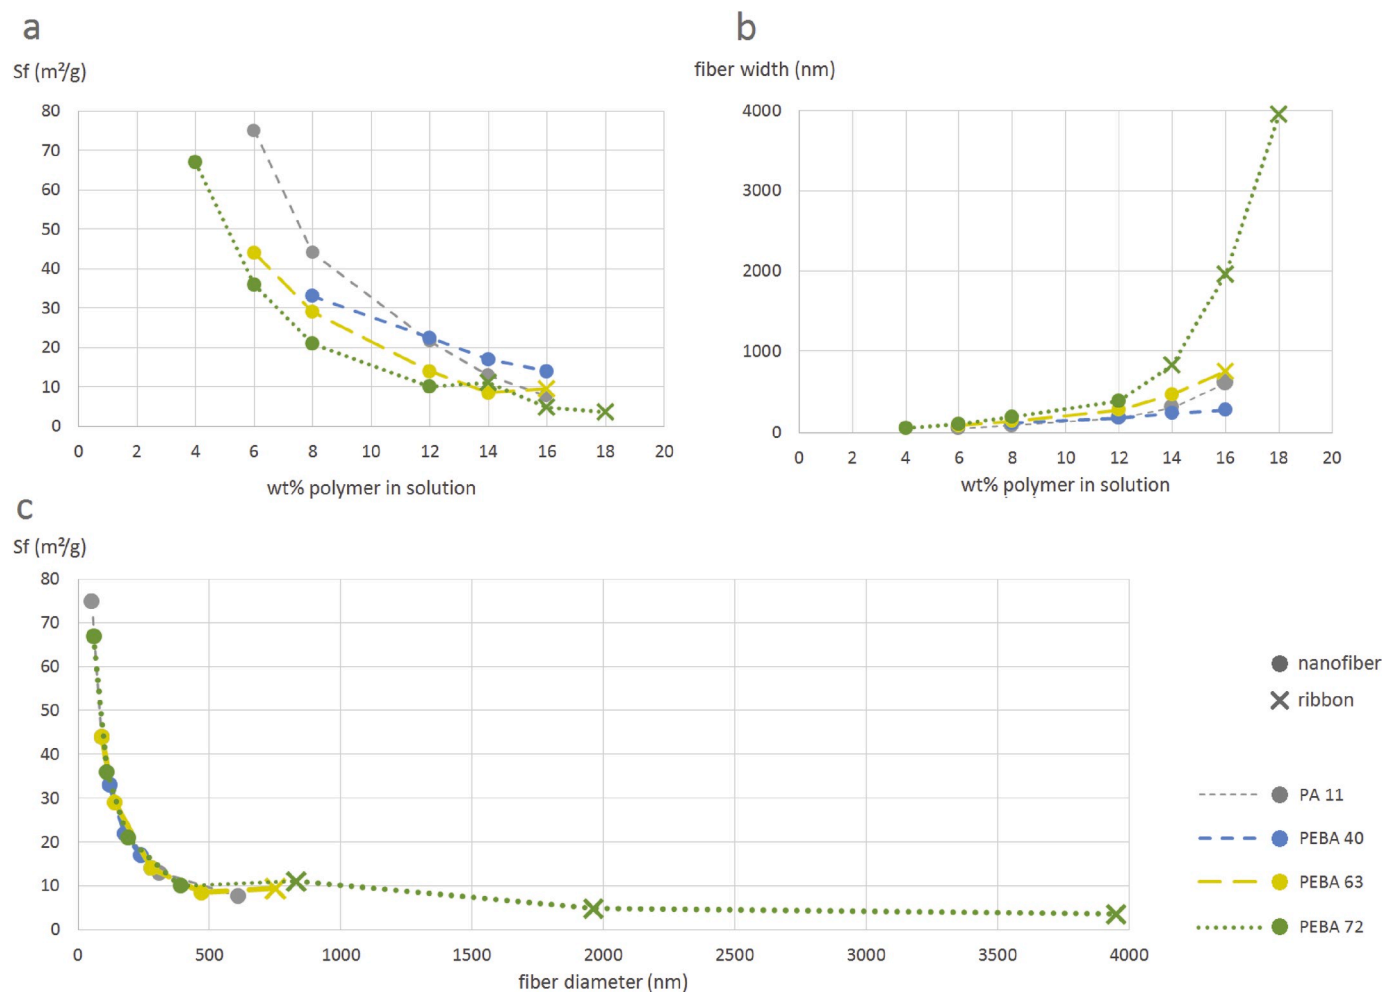 a
Sf (m²/g)
80
70
60
50
40
30
20
10
0
0 2 4 6 8 10 12 14 16 18 20
wt% polymer in solution
b
fiber width (nm)
4000
3000
2000
1000
0
0 2 4 6 8 10 12 14 16 18 20
wt% polymer in solution
c
Sf (m²/g)
80
70
60
50
40
30
20
10
0
0 500 1000 1500 2000 2500 3000 3500 4000
fiber diameter (nm)
nanofiber
ribbon
PA 11
PEBA 40
PEBA 63
PEBA 72